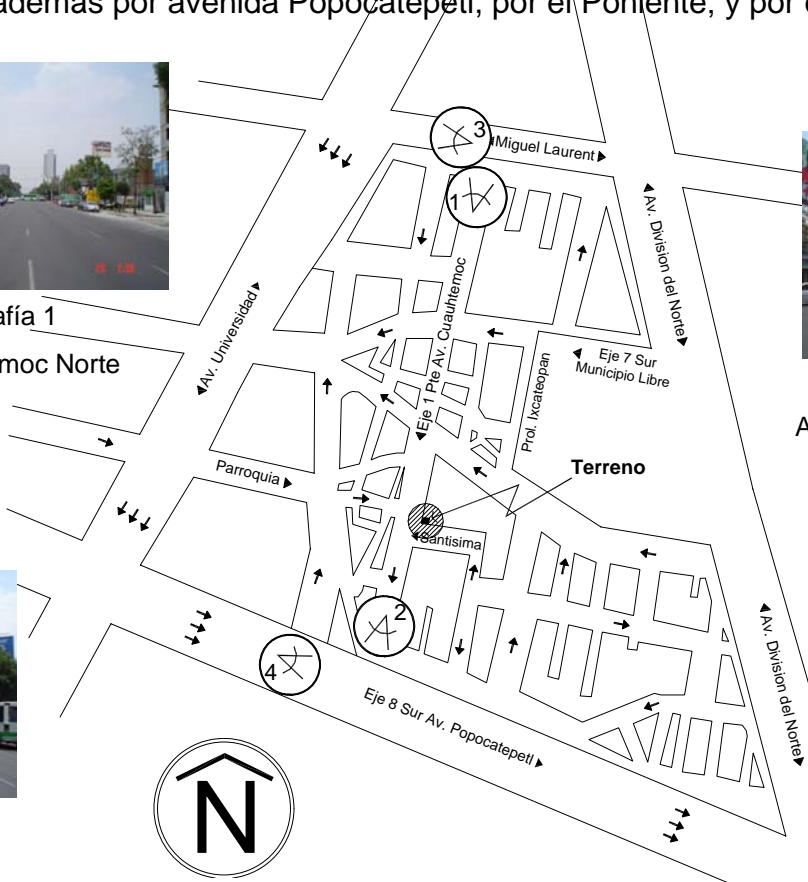 ademas por avenida Popocatepetl, por el Poniente, y por
3
Miguel Laurent
1
afía 1
moc Norte
Av. Universidad
Eje 1 Pte Av. Cuauhtemoc
Av. Division del Norte
Eje 7 Sur
Municipio Libre
Prol. Ixcateopan
A
Parroquia
Terreno
Santisima
2
4
Eje 8 Sur Av. Popocatepetl
Av. Division del Norte
N